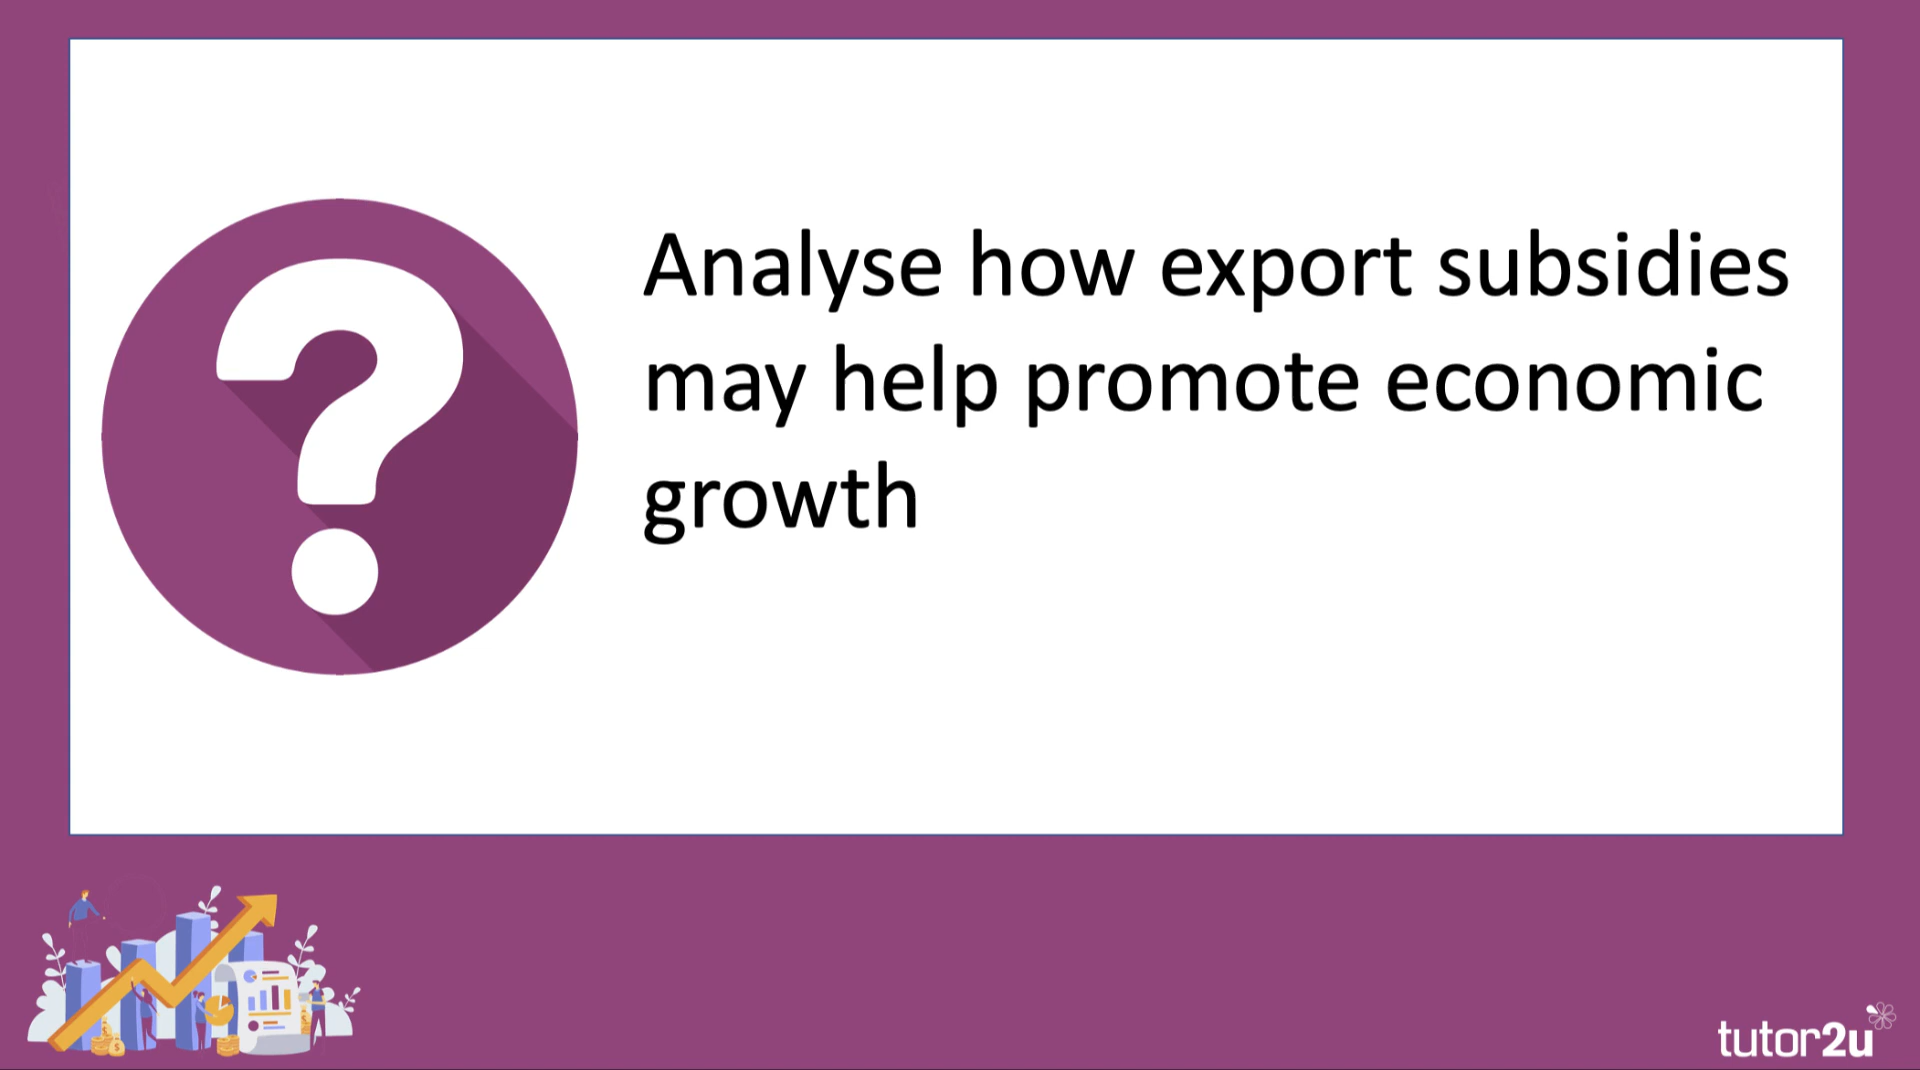 Analyse how export subsidies
may help promote economic
growth
tutor2u